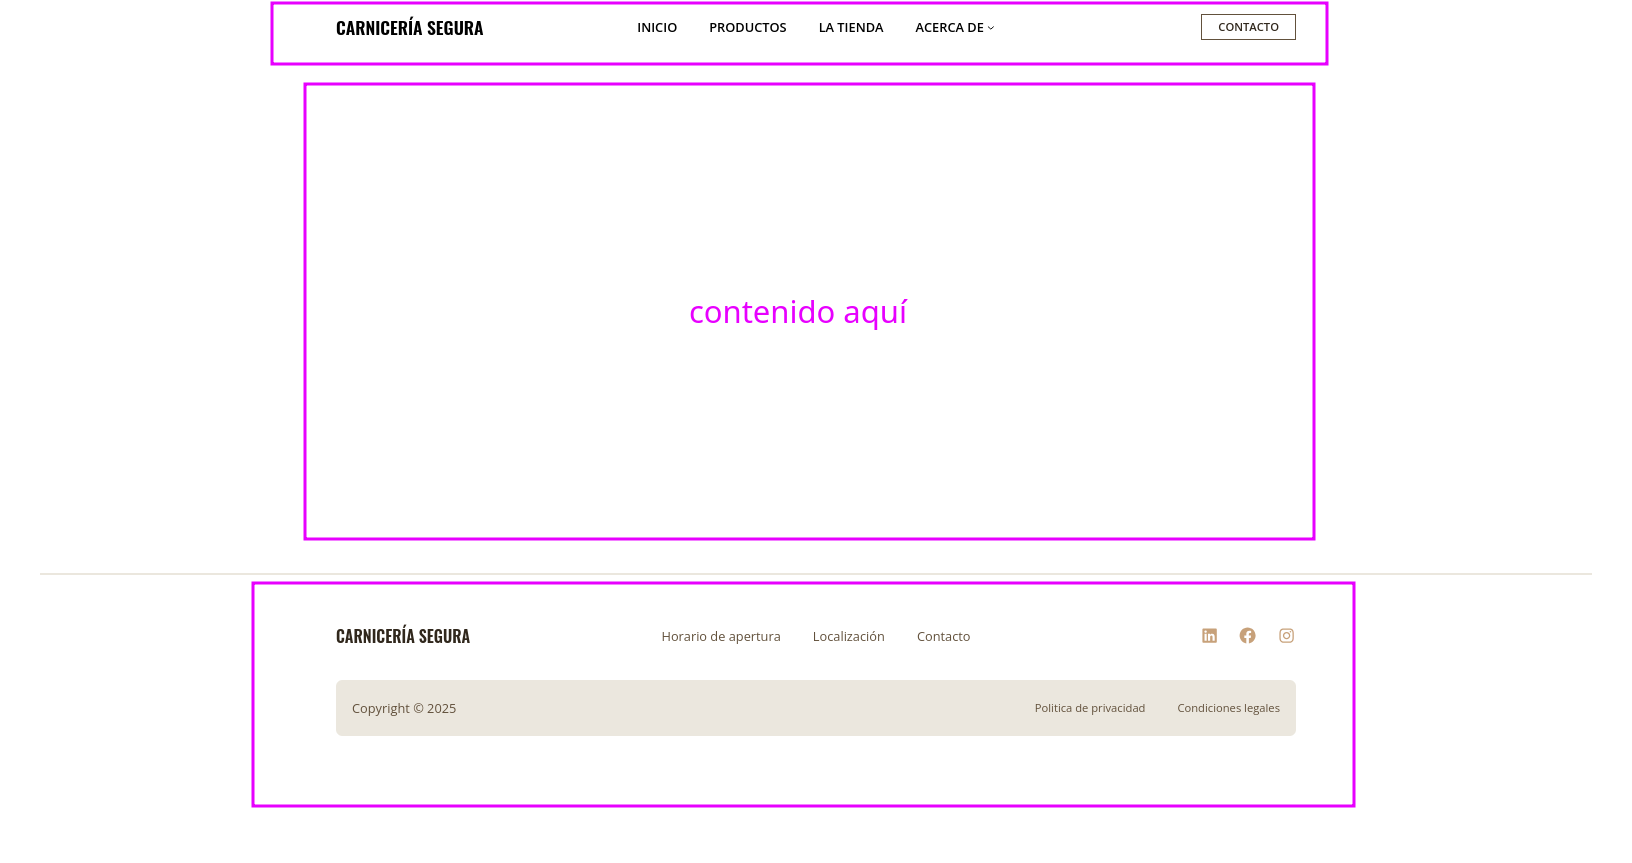 CARNICERÍA SEGURA INICIO PRODUCTOS LA TIENDA ACERCA DE CONTACTO
contenido aquí
CARNICERÍA SEGURA Horario de apertura Localización Contacto
Copyright © 2025 Politica de privacidad Condiciones legales